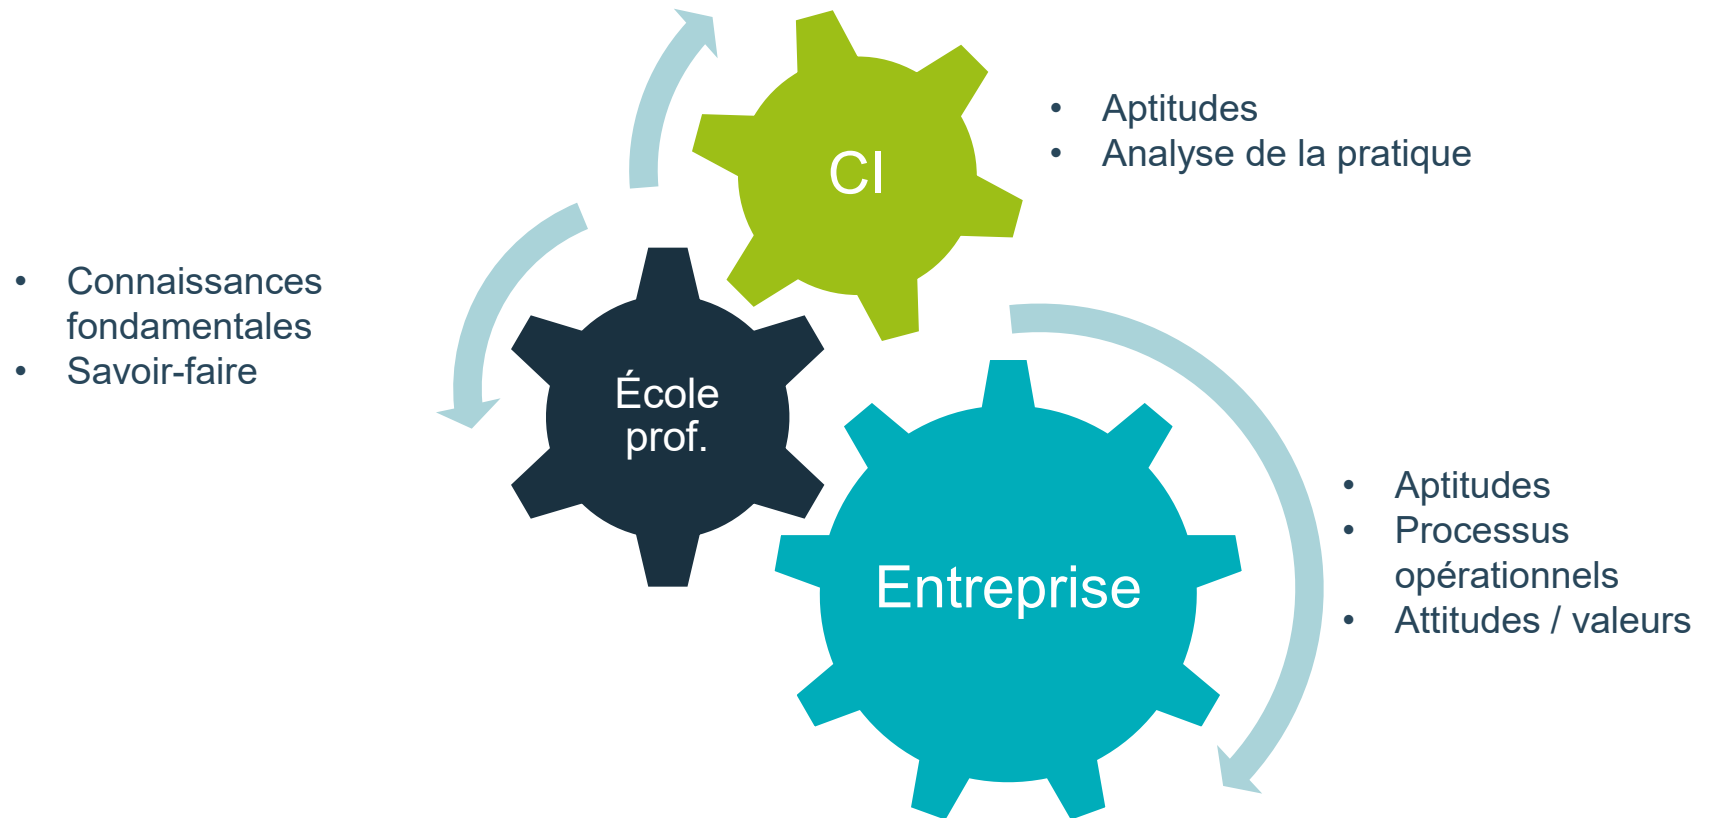 CI
• Aptitudes
• Analyse de la pratique
• Connaissances
fondamentales
• Savoir-faire
École
prof.
Entreprise
• Aptitudes
• Processus
opérationnels
• Attitudes / valeurs